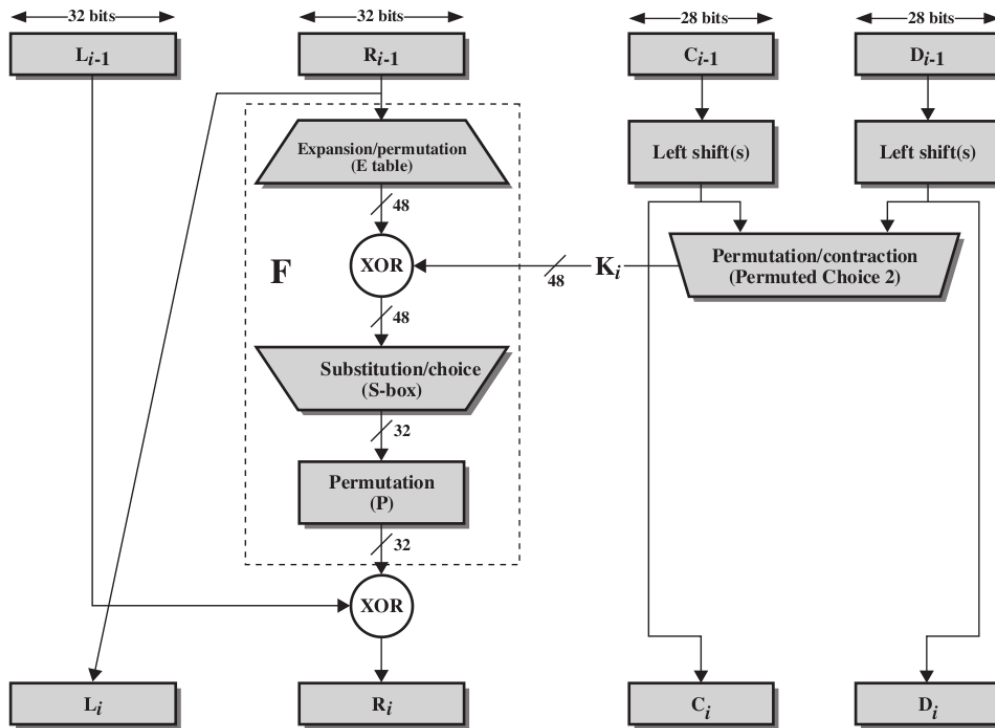 32 bits 32 bits 28 bits 28 bits
Li-1 Ri-1 Ci-1 Di-1
Expansion/permutation
(E table)
Left shift(s) Left shift(s)
48
F XOR 48 Ki Permutation/contraction
(Permuted Choice 2)
48
Substitution/choice
(S-box)
32
Permutation
(P)
32
XOR
Li Ri Ci Di